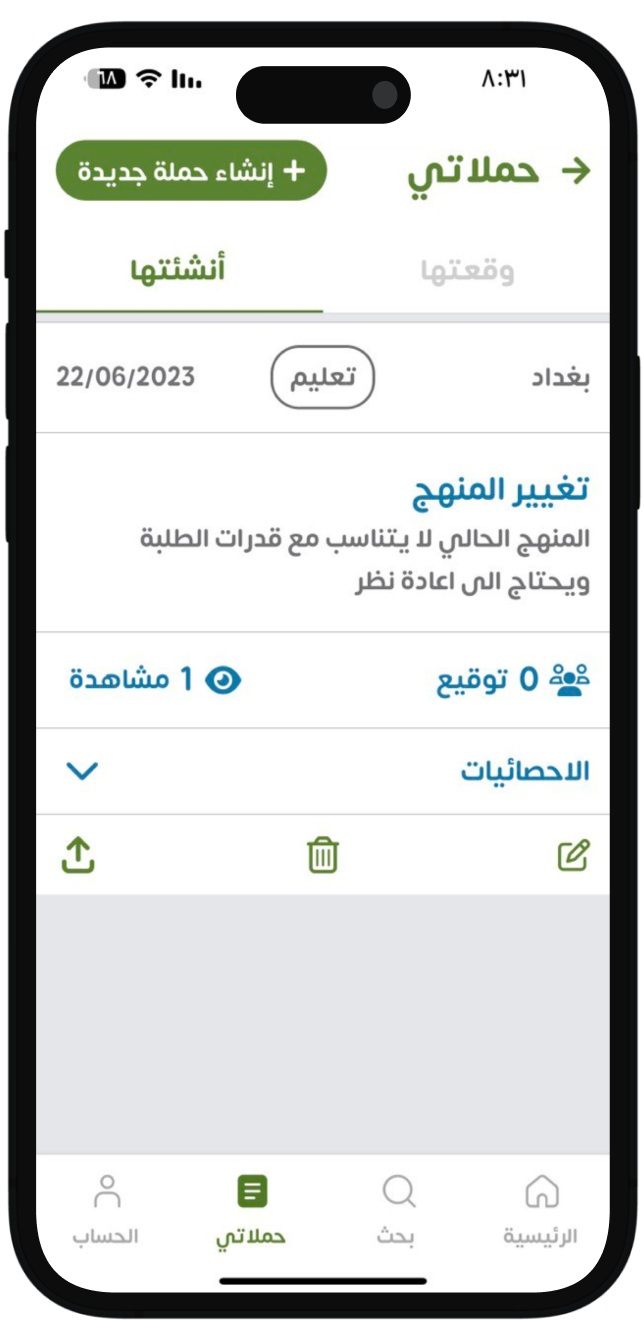 ٨:٣١
٦٨
حملاتي
+ إنشاء حملة جديدة
وقعتها
أنشئتها
بغداد
تعليم
22/06/2023
تغيير المنهج
المنهج الحالي لا يتناسب مع قدرات الطلبة
ويحتاج الى اعادة نظر
0 توقيع
1 مشاهدة
الاحصائيات
الرئيسية
بحث
حملاتي
الحساب